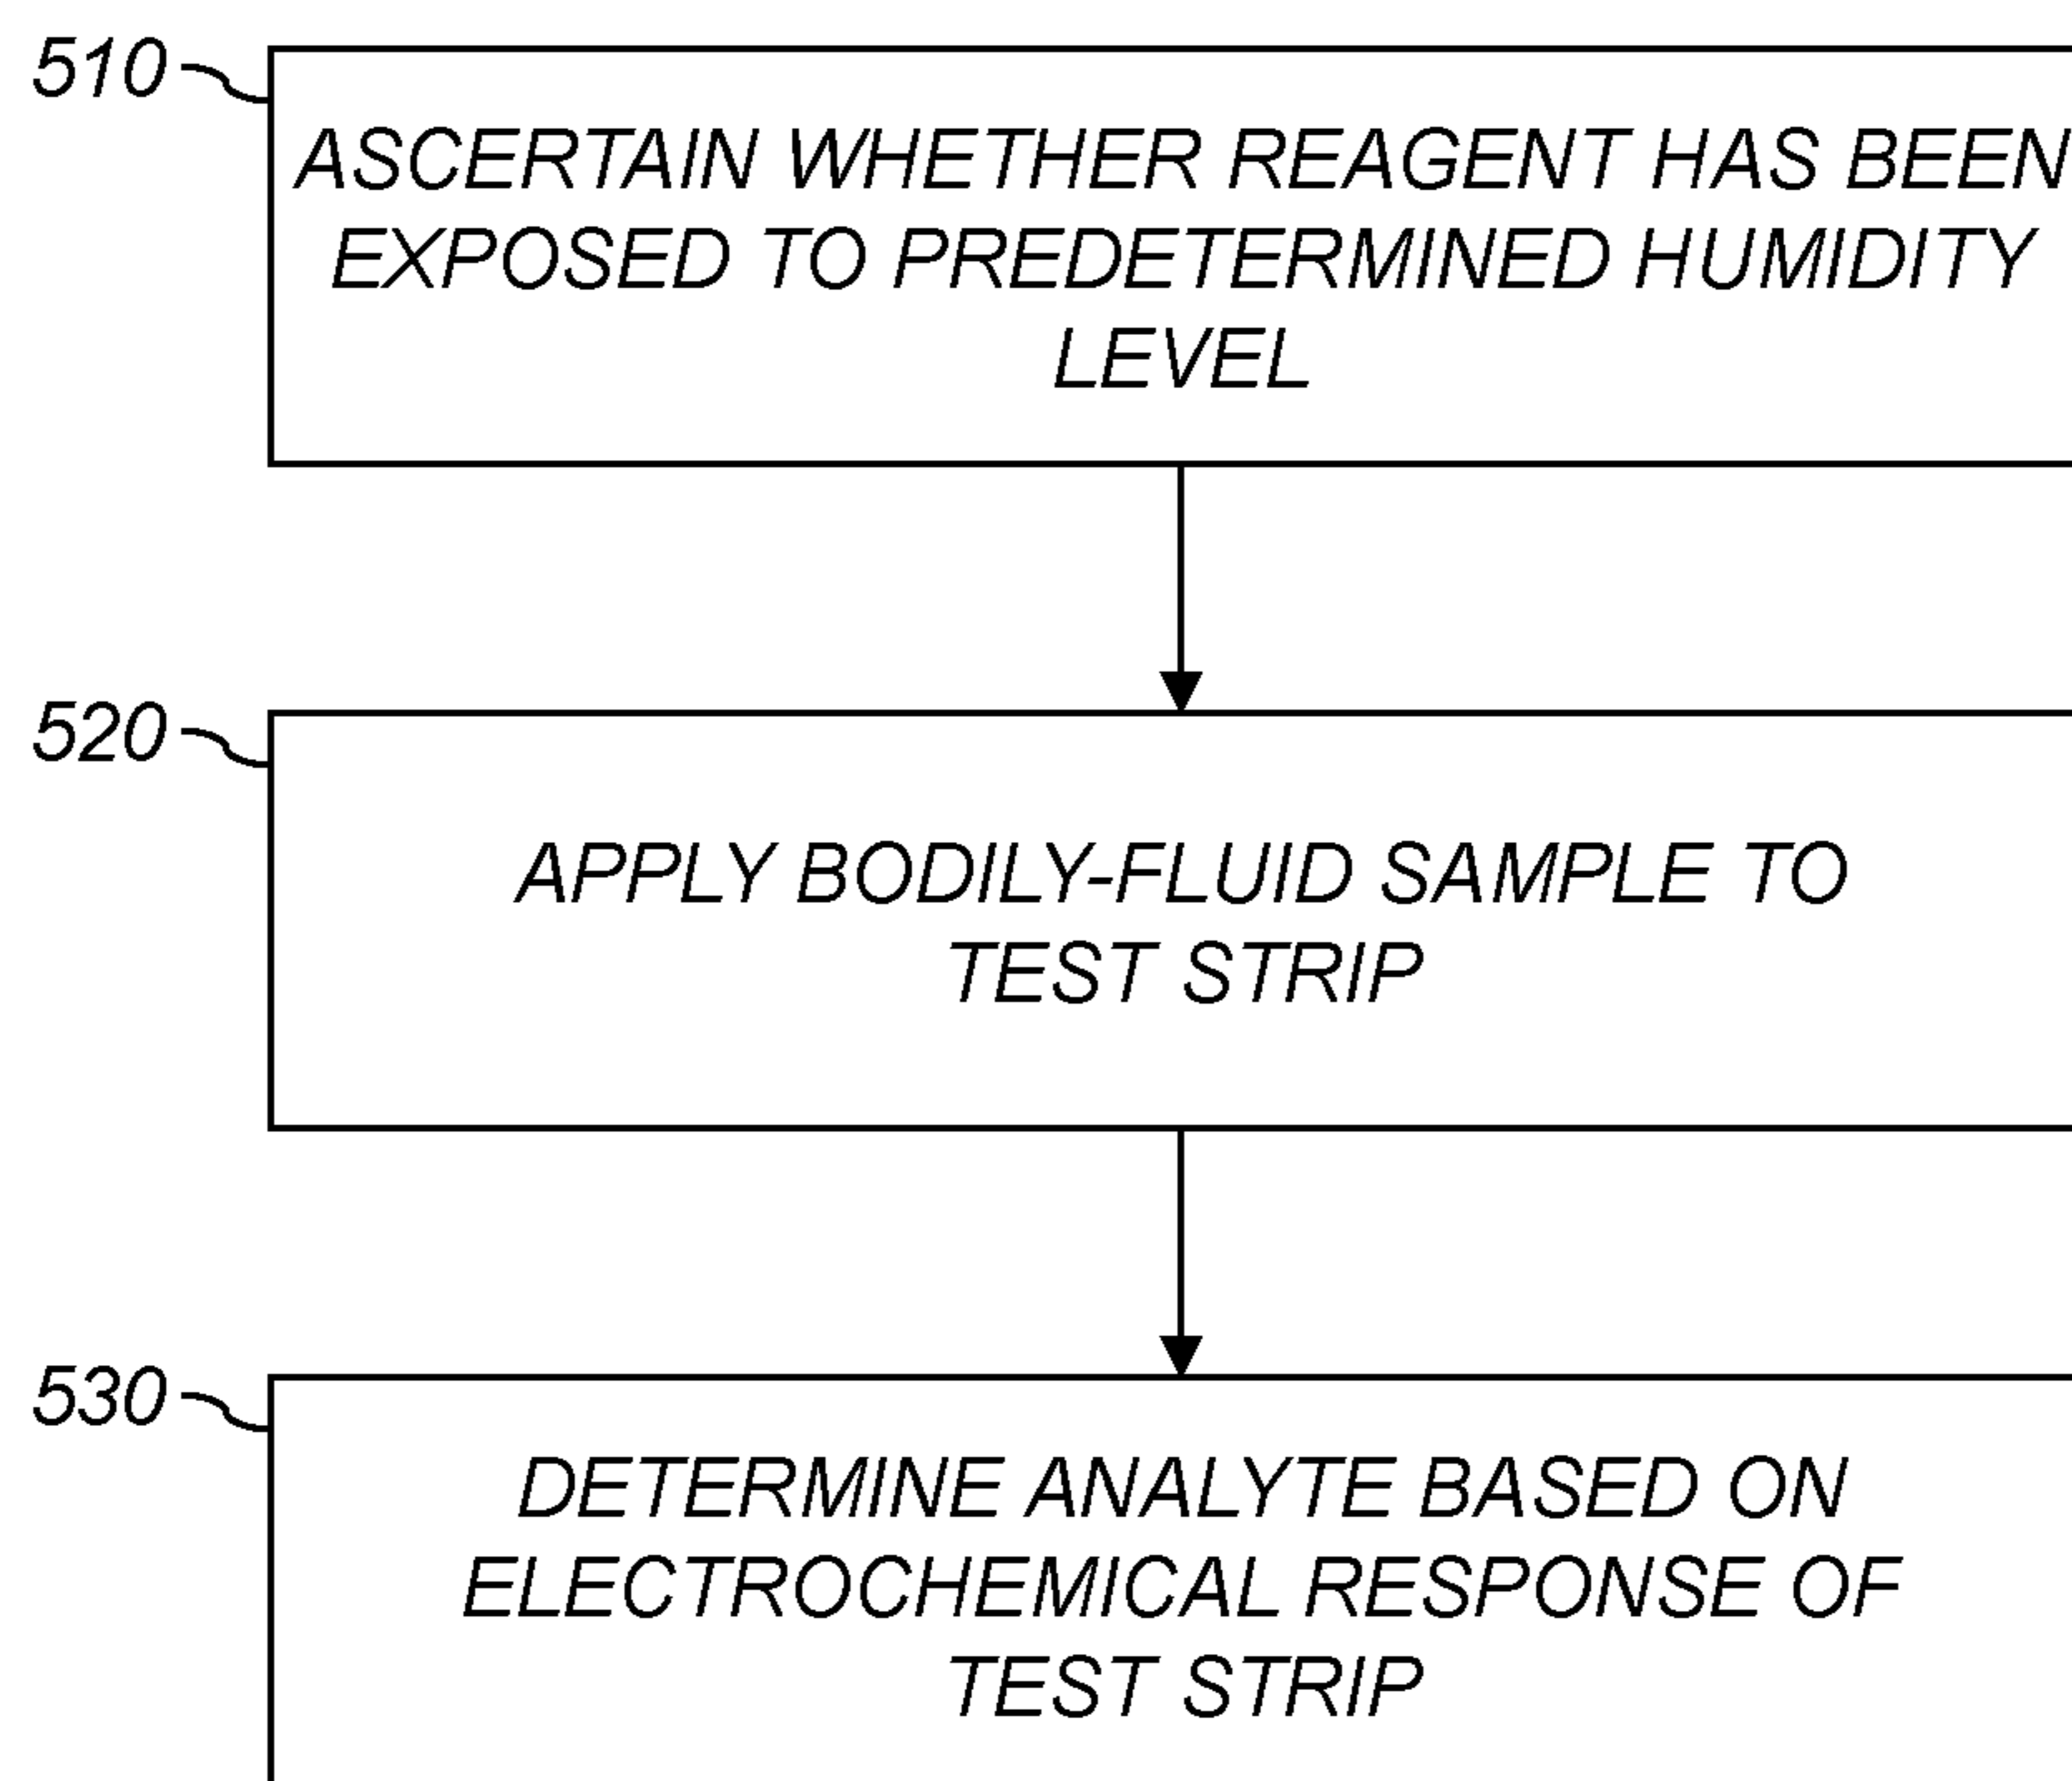 510
ASCERTAIN WHETHER REAGENT HAS BEEN
EXPOSED TO PREDETERMINED HUMIDITY
LEVEL
520
APPLY BODILY-FLUID SAMPLE TO
TEST STRIP
530
DETERMINE ANALYTE BASED ON
ELECTROCHEMICAL RESPONSE OF
TEST STRIP